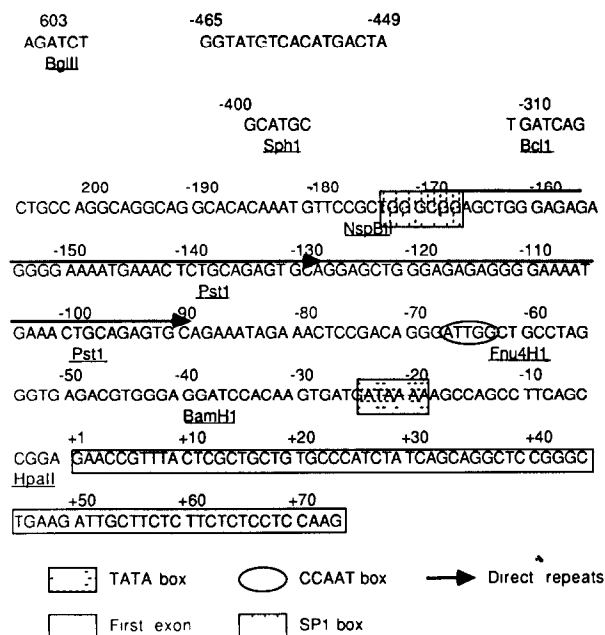 603 -465 -449
AGATCT GGTATGTCACATGACTA
BglII
-400 -310
GCATGC T GATCAG
Sph1 Bcl1
200 -190 -180 -170 -160
CTGCC AGGCAGGCAG GCACACAAAT GTTCCGCTGG GCGGAGCTGG GAGAGA
NspB1
-150 -140 -130 -120 -110
GGGG AAAATGAAAC TCTGCAGAGT GCAGGAGCTG GGAGAGAGGG GAAAAT
Pst1
-100 -90 -80 -70 -60
GAAA CTGCAGAGTG CAGAAATAGA AACTCCGACA GGGATTGGCT GCCTAG
Pst1 Fnu4H1
-50 -40 -30 -20 -10
GGTG AGACGTGGGA GGATCCACAA GTGATGATAA AAAGCCAGCC TTCAGC
BamH1
+1 +10 +20 +30 +40
CGGA GAACCGTTTA CTCGCTGCTG TGCCCATCTA TCAGCAGGCTC CGGGC
HpaII
+50 +60 +70
TGAAG ATTGCTTCTC TTCTCTCCTC CAAG
TATA box CCAAT box Direct repeats
First exon SP1 box